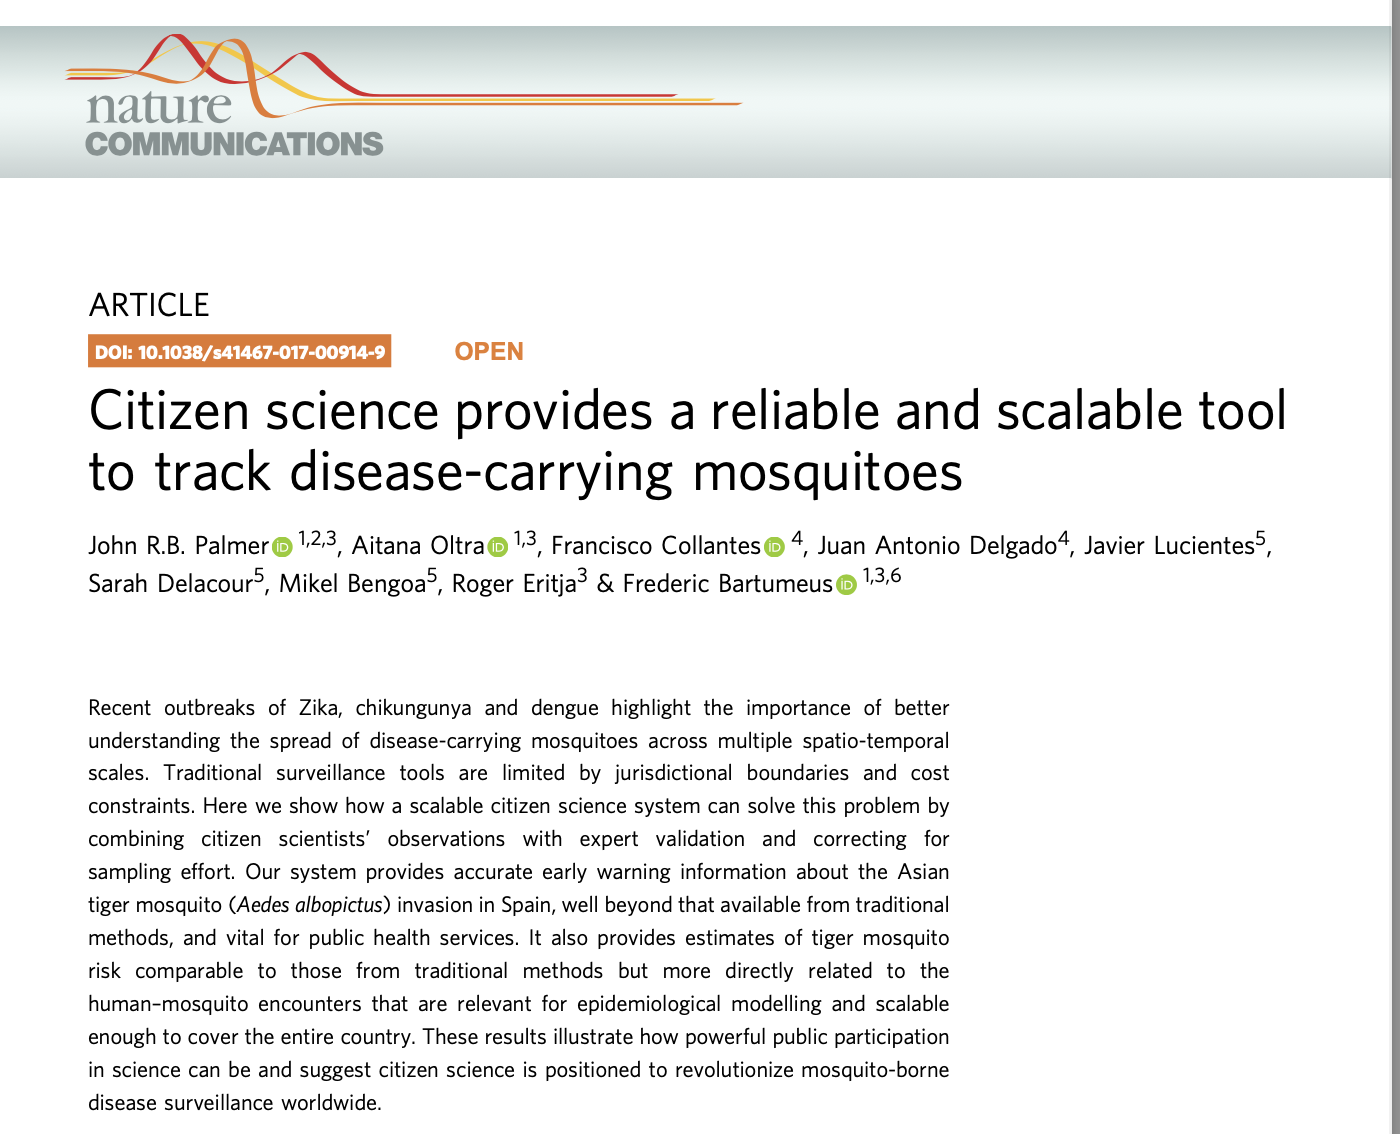 nature
COMMUNICATIONS
ARTICLE
DOI: 10.1038/s41467-017-00914-9 OPEN
Citizen science provides a reliable and scalable tool
to track disease-carrying mosquitoes
John R.B. Palmer iD 1,2,3, Aitana Oltra iD 1,3, Francisco Collantes iD 4, Juan Antonio Delgado4, Javier Lucientes5,
Sarah Delacour5, Mikel Bengoa5, Roger Eritja3 & Frederic Bartumeus iD 1,3,6
Recent outbreaks of Zika, chikungunya and dengue highlight the importance of better
understanding the spread of disease-carrying mosquitoes across multiple spatio-temporal
scales. Traditional surveillance tools are limited by jurisdictional boundaries and cost
constraints. Here we show how a scalable citizen science system can solve this problem by
combining citizen scientists’ observations with expert validation and correcting for
sampling effort. Our system provides accurate early warning information about the Asian
tiger mosquito (Aedes albopictus) invasion in Spain, well beyond that available from traditional
methods, and vital for public health services. It also provides estimates of tiger mosquito
risk comparable to those from traditional methods but more directly related to the
human–mosquito encounters that are relevant for epidemiological modelling and scalable
enough to cover the entire country. These results illustrate how powerful public participation
in science can be and suggest citizen science is positioned to revolutionize mosquito-borne
disease surveillance worldwide.